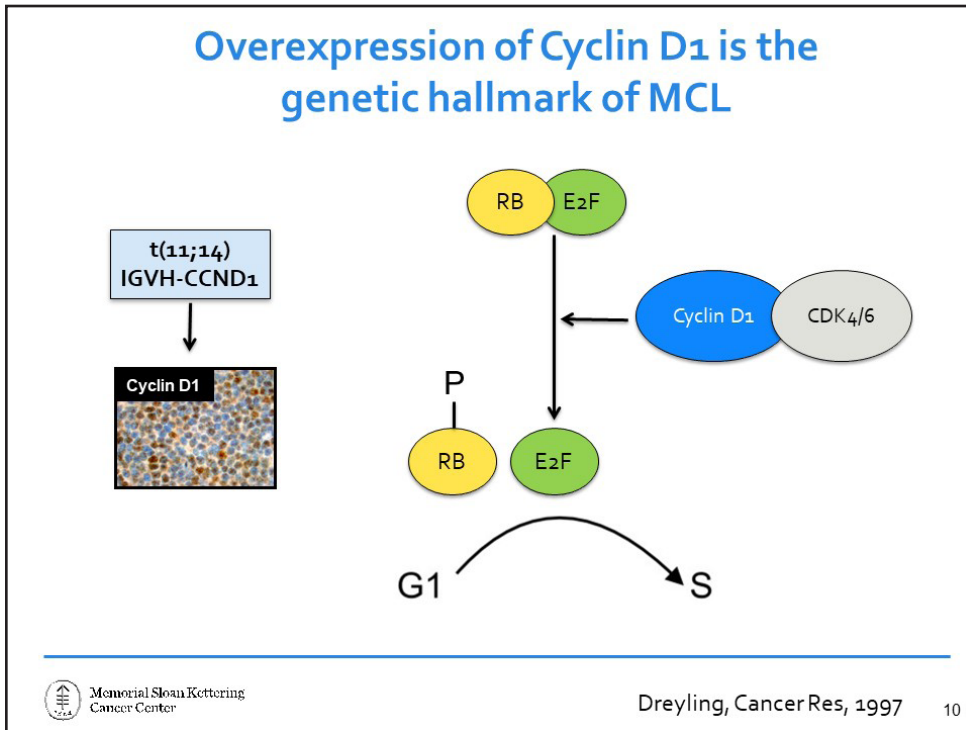 Overexpression of Cyclin D1 is the
genetic hallmark of MCL
RB
E2F
t(11;14)
IGVH-CCND1
Cyclin D1
CDK4/6
Cyclin D1
P
RB
E2F
G1
S
Memorial Sloan Kettering
Cancer Center
Dreyling, Cancer Res, 1997
10